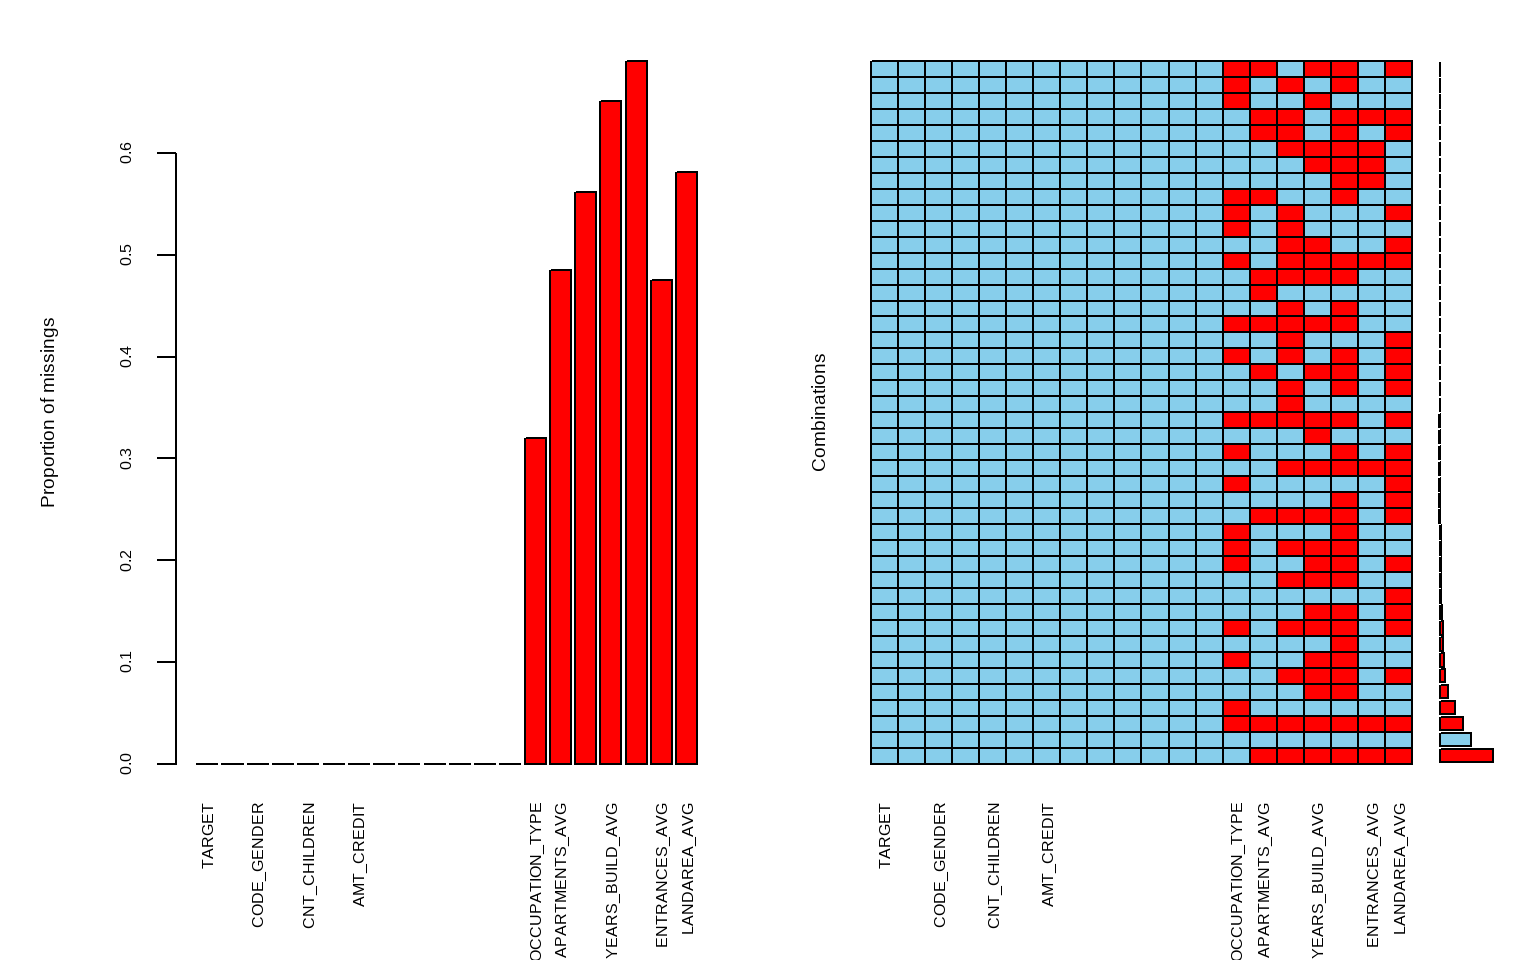 Proportion of missings
0.6
0.5
0.4
0.3
0.2
0.1
0.0
TARGET
CODE_GENDER
CNT_CHILDREN
AMT_CREDIT
OCCUPATION_TYPE
APARTMENTS_AVG
YEARS_BUILD_AVG
ENTRANCES_AVG
LANDAREA_AVG
Combinations
TARGET
CODE_GENDER
CNT_CHILDREN
AMT_CREDIT
OCCUPATION_TYPE
APARTMENTS_AVG
YEARS_BUILD_AVG
ENTRANCES_AVG
LANDAREA_AVG